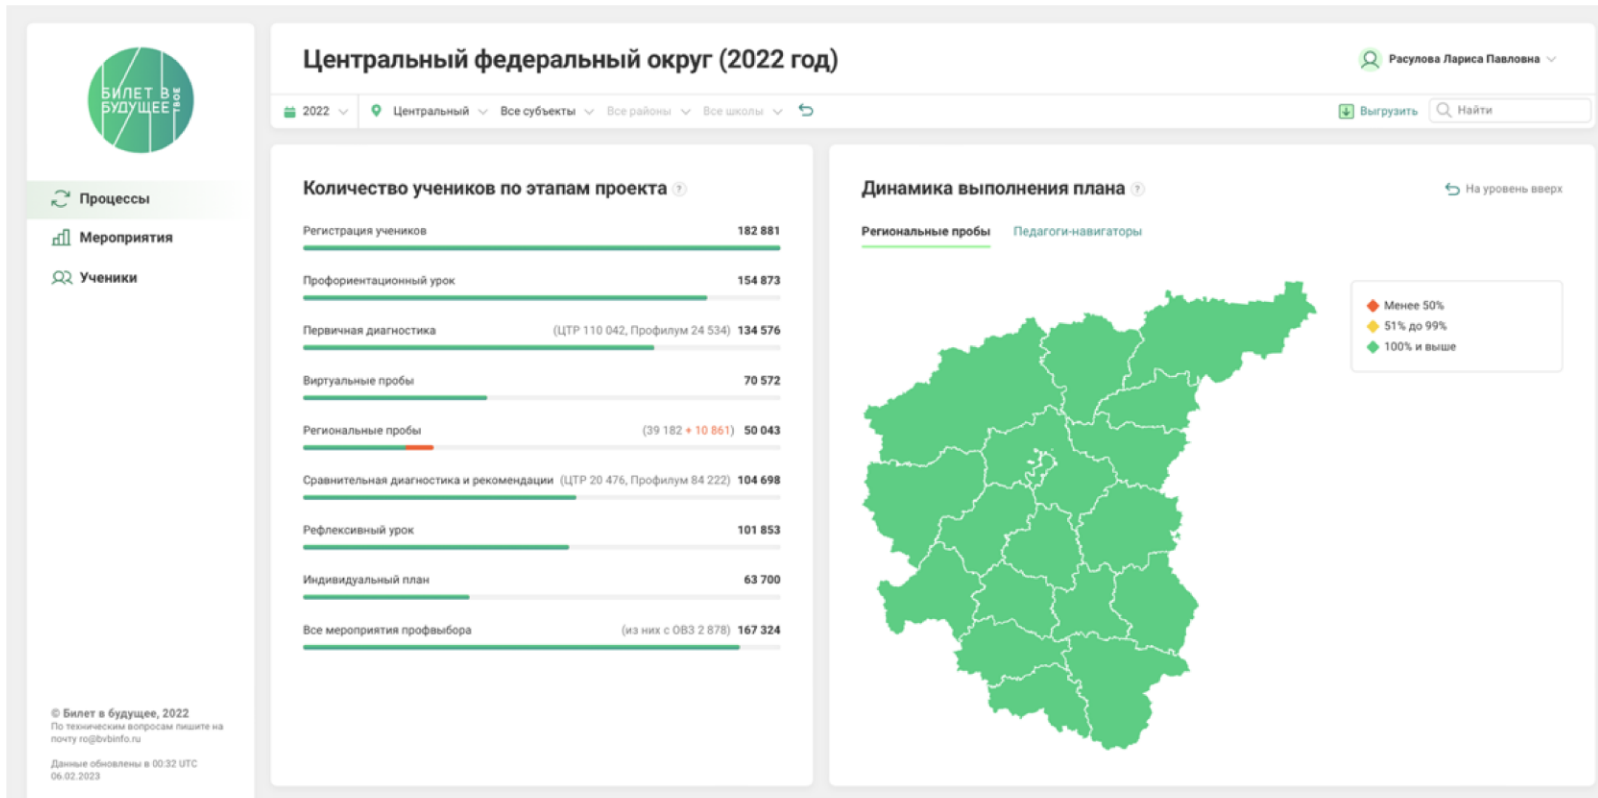 БИЛЕТ В
БУДУЩЕЕ
ТВОЕ
Процессы
Мероприятия
Ученики
© Билет в будущее, 2022
По техническим вопросам пишите на
почту ro@bvbinfo.ru
Данные обновлены в 00:32 UTC
06.02.2023
Центральный федеральный округ (2022 год)
Расулова Лариса Павловна
2022 Центральный Все субъекты Все районы Все школы
Выгрузить Найти
Количество учеников по этапам проекта ?
Регистрация учеников 182 881
Профориентационный урок 154 873
Первичная диагностика (ЦТР 110 042, Профилум 24 534) 134 576
Виртуальные пробы 70 572
Региональные пробы (39 182 + 10 861) 50 043
Сравнительная диагностика и рекомендации (ЦТР 20 476, Профилум 84 222) 104 698
Рефлексивный урок 101 853
Индивидуальный план 63 700
Все мероприятия профвыбора (из них с ОВЗ 2 878) 167 324
Динамика выполнения плана ?
На уровень вверх
Региональные пробы Педагоги-навигаторы
Менее 50%
51% до 99%
100% и выше